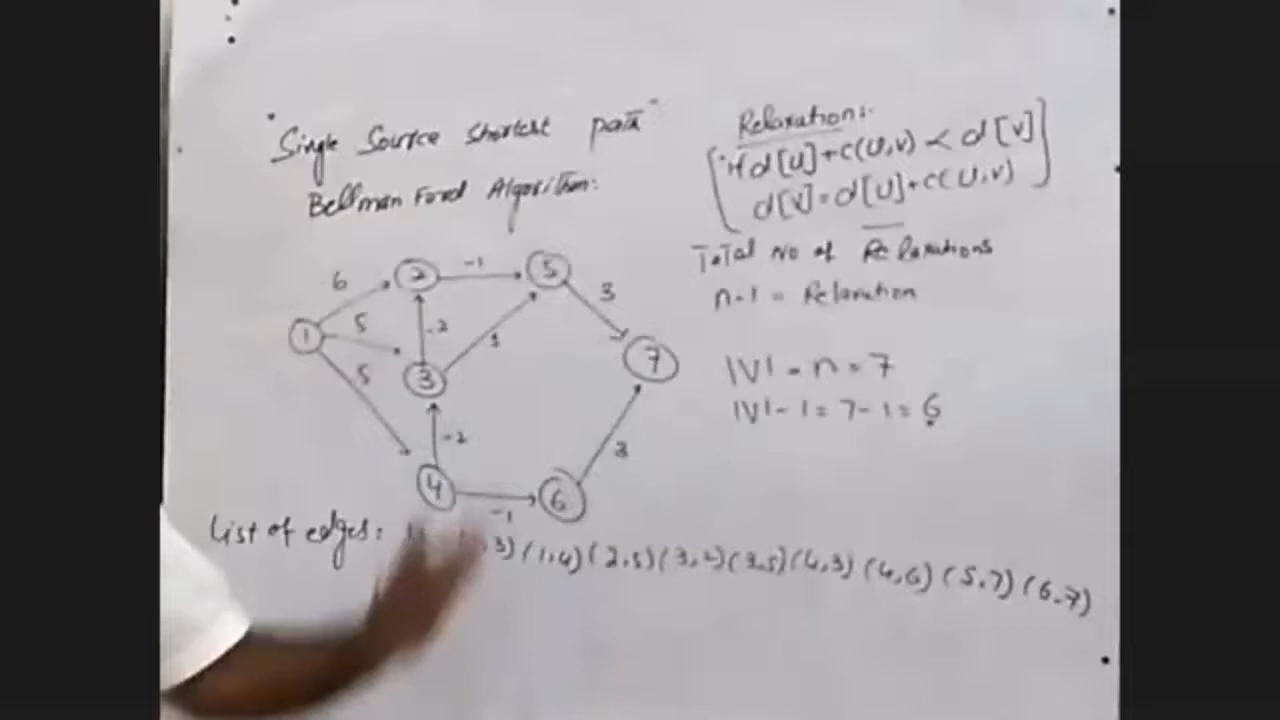 "Single Source Shortest path"
Bellman Ford Algorithm:
Relaxation:
if d[u]+c(u,v) < d[v]
d[v]=d[u]+c(u,v)
Total No of Relaxations
n-1 = Relaxation
|V| = n = 7
|V|-1 = 7-1 = 6
1
6
5
5
2
-1
5
-2
3
1
3
7
-2
4
-1
6
3
List of edges: 3) (1,4) (2,5) (3,2) (3,5) (4,3) (4,6) (5,7) (6,7)